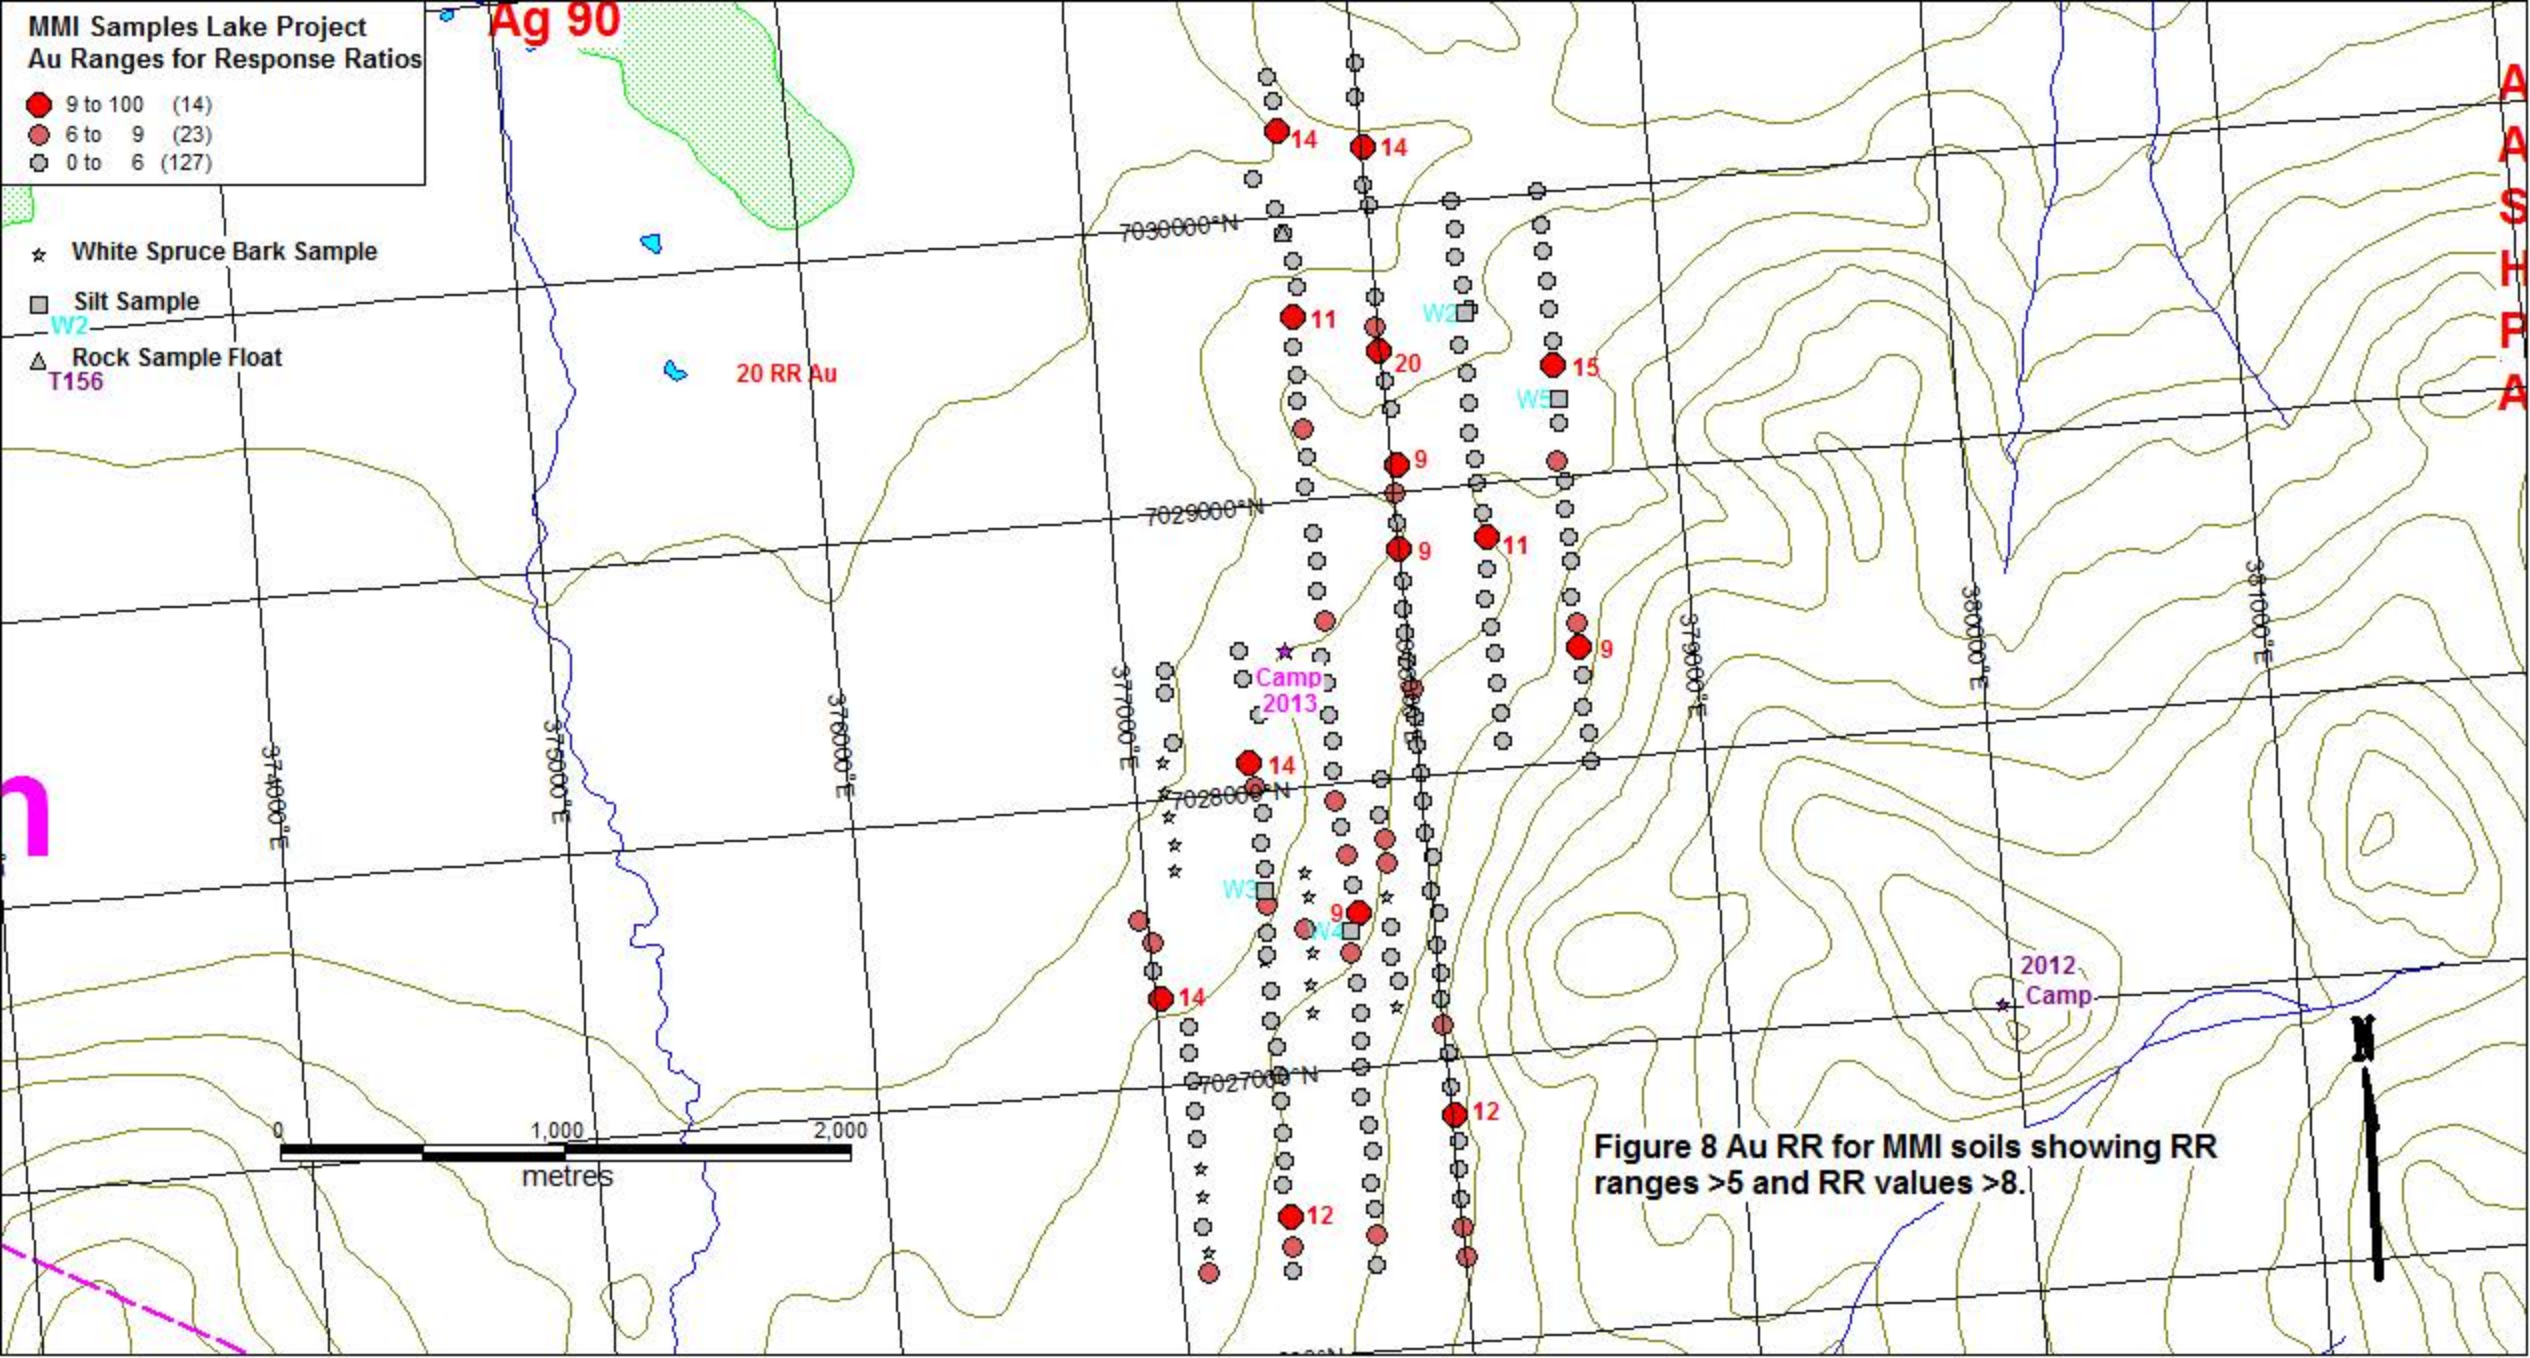 MMI Samples Lake Project
Au Ranges for Response Ratios
9 to 100 (14)
6 to 9 (23)
0 to 6 (127)
Ag 90
White Spruce Bark Sample
Silt Sample
W2
Rock Sample Float
T156
20 RR Au
14
14
7030000°N
11
20
W2
15
W5
9
7029000°N
9
11
9
Camp
2013
374000°E
375000°E
376000°E
377000°E
379000°E
380000°E
381000°E
14
7028000°N
W3
9
W4
14
2012
Camp
7027000°N
12
12
0 1,000 2,000
metres
Figure 8 Au RR for MMI soils showing RR
ranges >5 and RR values >8.
n
N
A
A
S
H
P
A